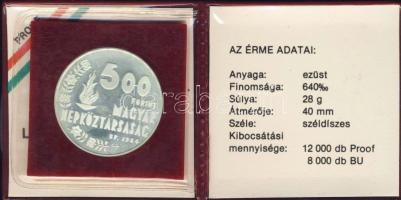 PRO
L
500
FORINT
MAGYAR
NÉPKÖZTÁRSASÁG
BP. 1984
AZ ÉRME ADATAI:
Anyaga: ezüst
Finomsága: 640‰
Súlya: 28 g
Átmérője: 40 mm
Széle: széldíszes
Kibocsátási
mennyisége: 12 000 db Proof
8 000 db BU